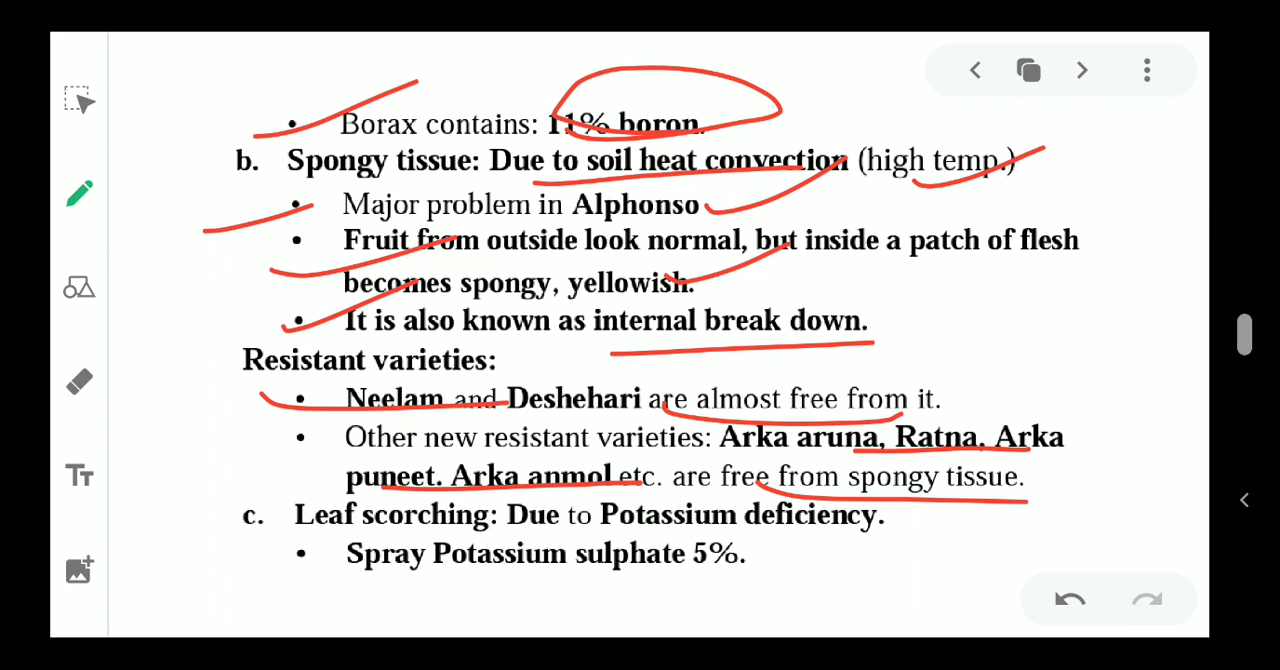 • Borax contains: 11% boron.
b. Spongy tissue: Due to soil heat convection (high temp.)
• Major problem in Alphonso
• Fruit from outside look normal, but inside a patch of flesh
becomes spongy, yellowish.
• It is also known as internal break down.
Resistant varieties:
• Neelam and Deshehari are almost free from it.
• Other new resistant varieties: Arka aruna, Ratna, Arka
puneet. Arka anmol etc. are free from spongy tissue.
c. Leaf scorching: Due to Potassium deficiency.
• Spray Potassium sulphate 5%.
Tт